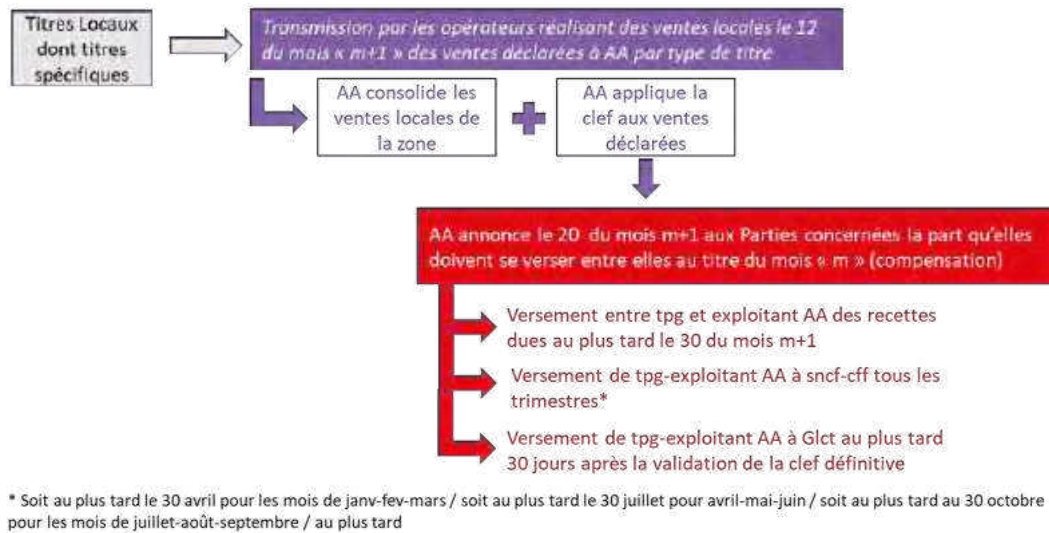 Titres Locaux
dont titres
spécifiques
Transmission par les opérateurs réalisant des ventes locales le 12
du mois « m+1 » des ventes déclarées à AA par type de titre
AA consolide les
ventes locales de
la zone
AA applique la
clef aux ventes
déclarées
AA annonce le 20 du mois m+1 aux Parties concernées la part qu'elles
doivent se verser entre elles au titre du mois « m » (compensation)
Versement entre tpg et exploitant AA des recettes
dues au plus tard le 30 du mois m+1
Versement de tpg-exploitant AA à sncf-cff tous les
trimestres*
Versement de tpg-exploitant AA à Glct au plus tard
30 jours après la validation de la clef définitive
* Soit au plus tard le 30 avril pour les mois de janv-fev-mars / soit au plus tard le 30 juillet pour avril-mai-juin / soit au plus tard au 30 octobre
pour les mois de juillet-août-septembre / au plus tard